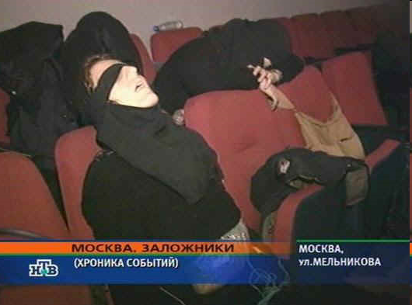 МОСКВА. ЗАЛОЖНИКИ
(ХРОНИКА СОБЫТИЙ)
МОСКВА,
ул.МЕЛЬНИКОВА
НТВ